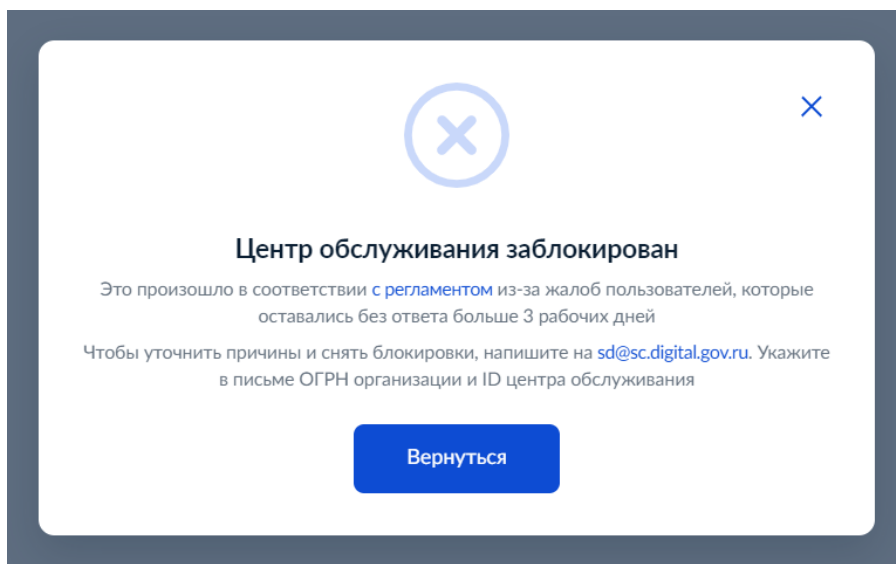 Центр обслуживания заблокирован
Это произошло в соответствии с регламентом из-за жалоб пользователей, которые
оставались без ответа больше 3 рабочих дней
Чтобы уточнить причины и снять блокировки, напишите на sd@sc.digital.gov.ru. Укажите
в письме ОГРН организации и ID центра обслуживания
Вернуться